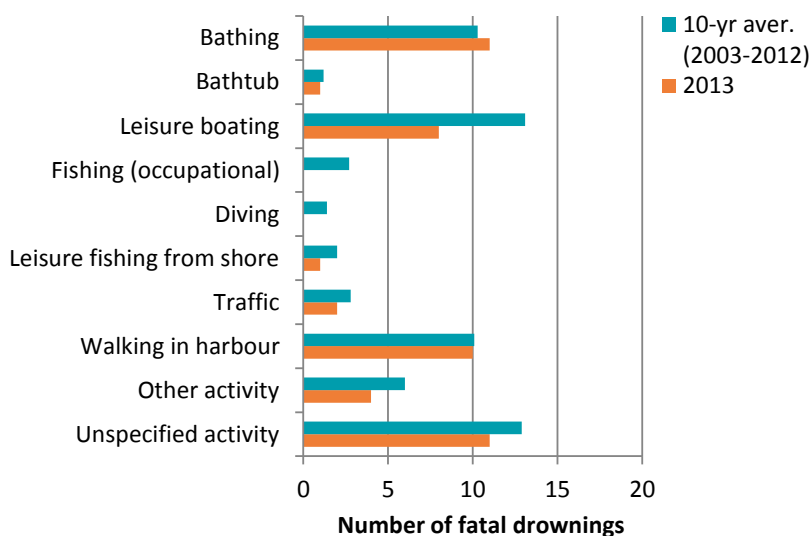 Bathing
Bathtub
Leisure boating
Fishing (occupational)
Diving
Leisure fishing from shore
Traffic
Walking in harbour
Other activity
Unspecified activity
0 5 10 15 20
Number of fatal drownings
10-yr aver.
(2003-2012)
2013